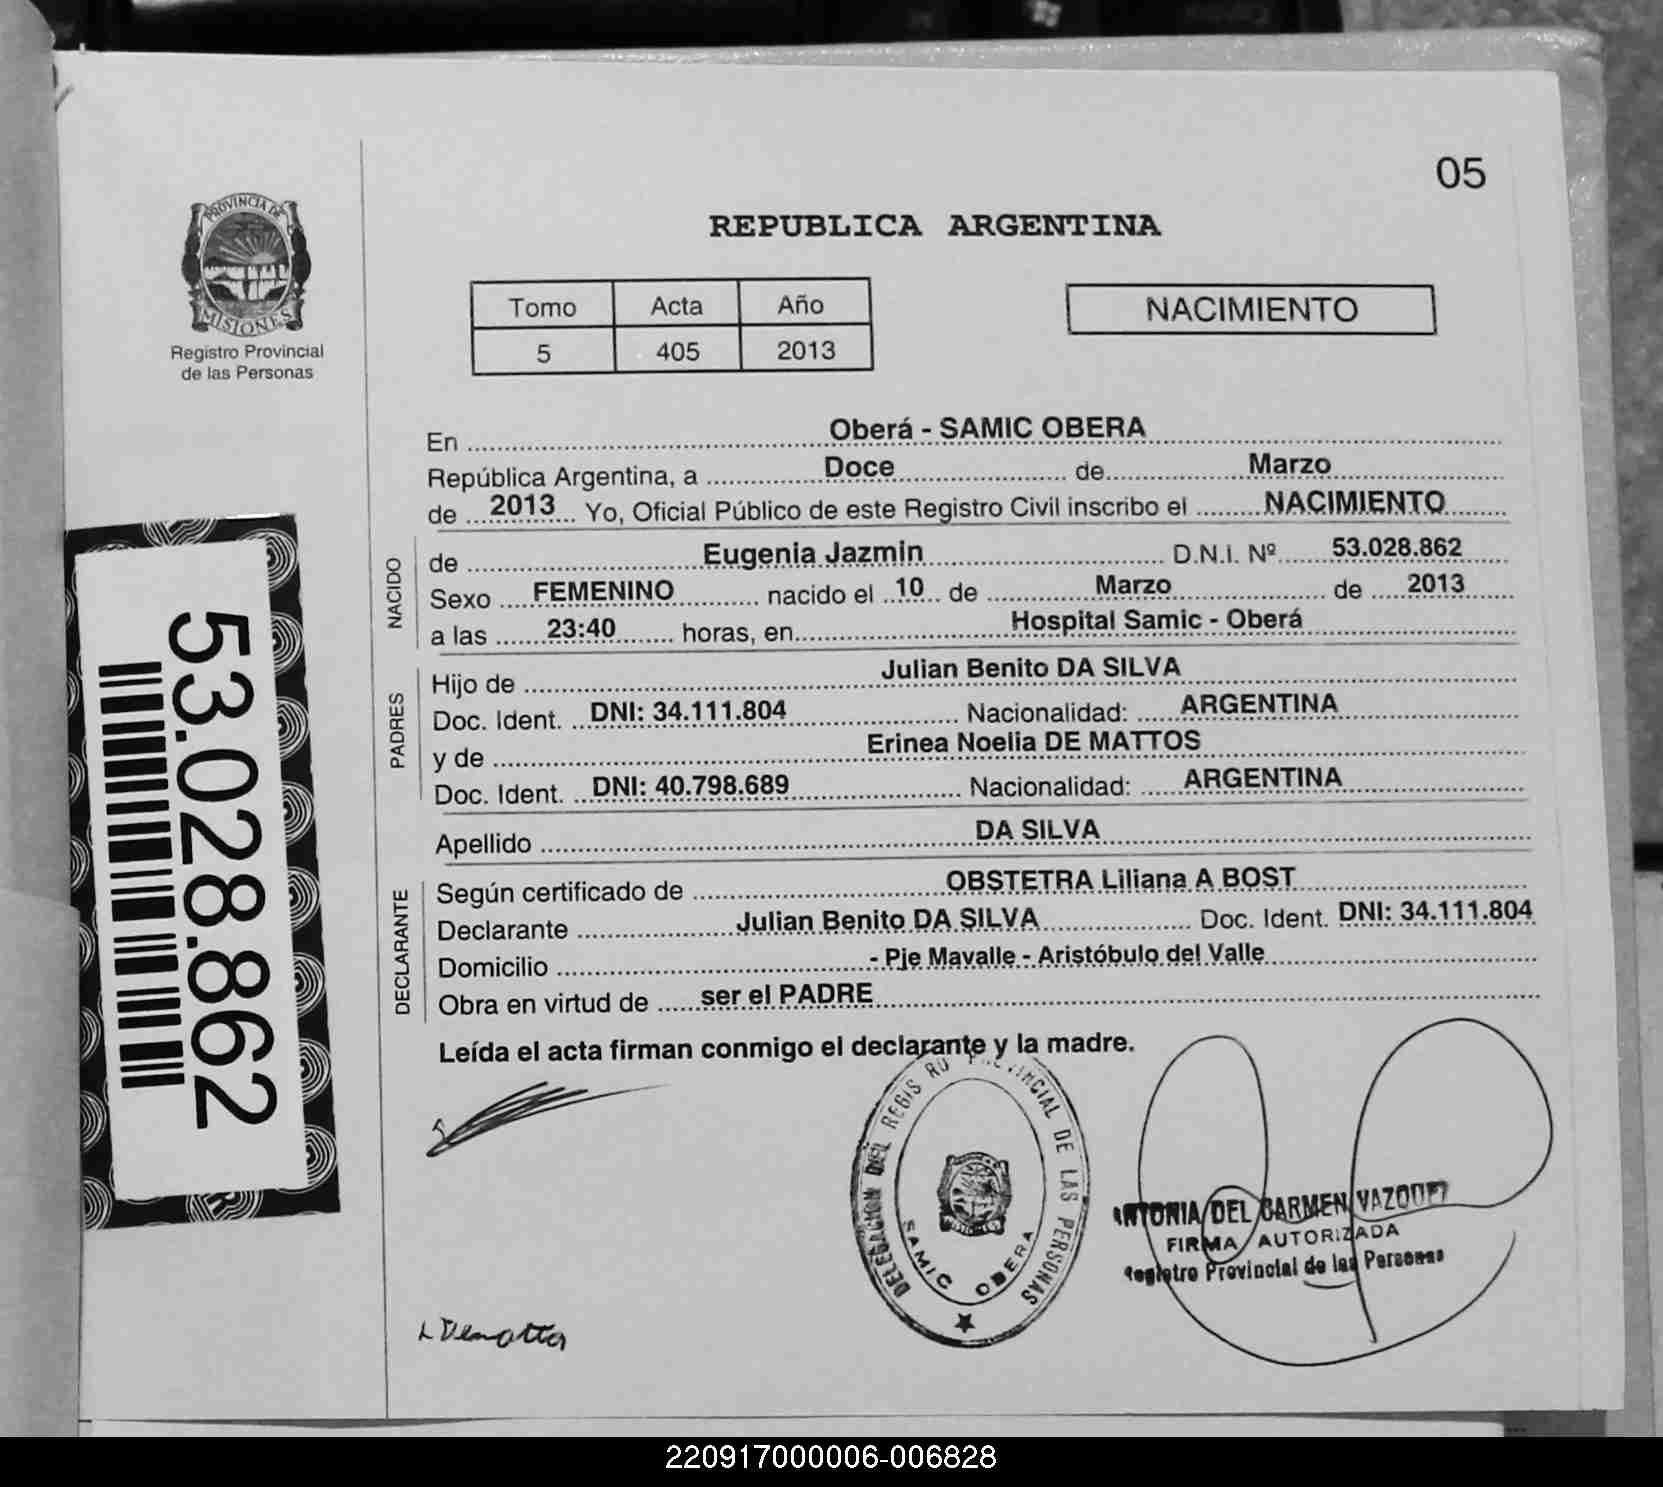 05
PROVINCIA DE
MISIONES
Registro Provincial
de las Personas
REPUBLICA ARGENTINA
Tomo Acta Año
5 405 2013
NACIMIENTO
En Oberá - SAMIC OBERA
República Argentina, a Doce de Marzo
de 2013 Yo, Oficial Público de este Registro Civil inscribo el NACIMIENTO
NACIDO
de Eugenia Jazmin D.N.I. Nº 53.028.862
Sexo FEMENINO nacido el 10 de Marzo de 2013
a las 23:40 horas, en Hospital Samic - Oberá
PADRES
Hijo de Julian Benito DA SILVA
Doc. Ident. DNI: 34.111.804 Nacionalidad: ARGENTINA
y de Erinea Noelia DE MATTOS
Doc. Ident. DNI: 40.798.689 Nacionalidad: ARGENTINA
Apellido DA SILVA
DECLARANTE
Según certificado de OBSTETRA Liliana A BOST
Declarante Julian Benito DA SILVA Doc. Ident. DNI: 34.111.804
Domicilio - Pje Mavalle - Aristóbulo del Valle
Obra en virtud de ser el PADRE
Leída el acta firman conmigo el declarante y la madre.
53.028.862
DELEGACION DEL REGISTRO PROVINCIAL DE LAS PERSONAS
SAMIC OBERA
ANTONIA DEL CARMEN VAZQUEZ
FIRMA AUTORIZADA
Registro Provincial de las Personas
220917000006-006828